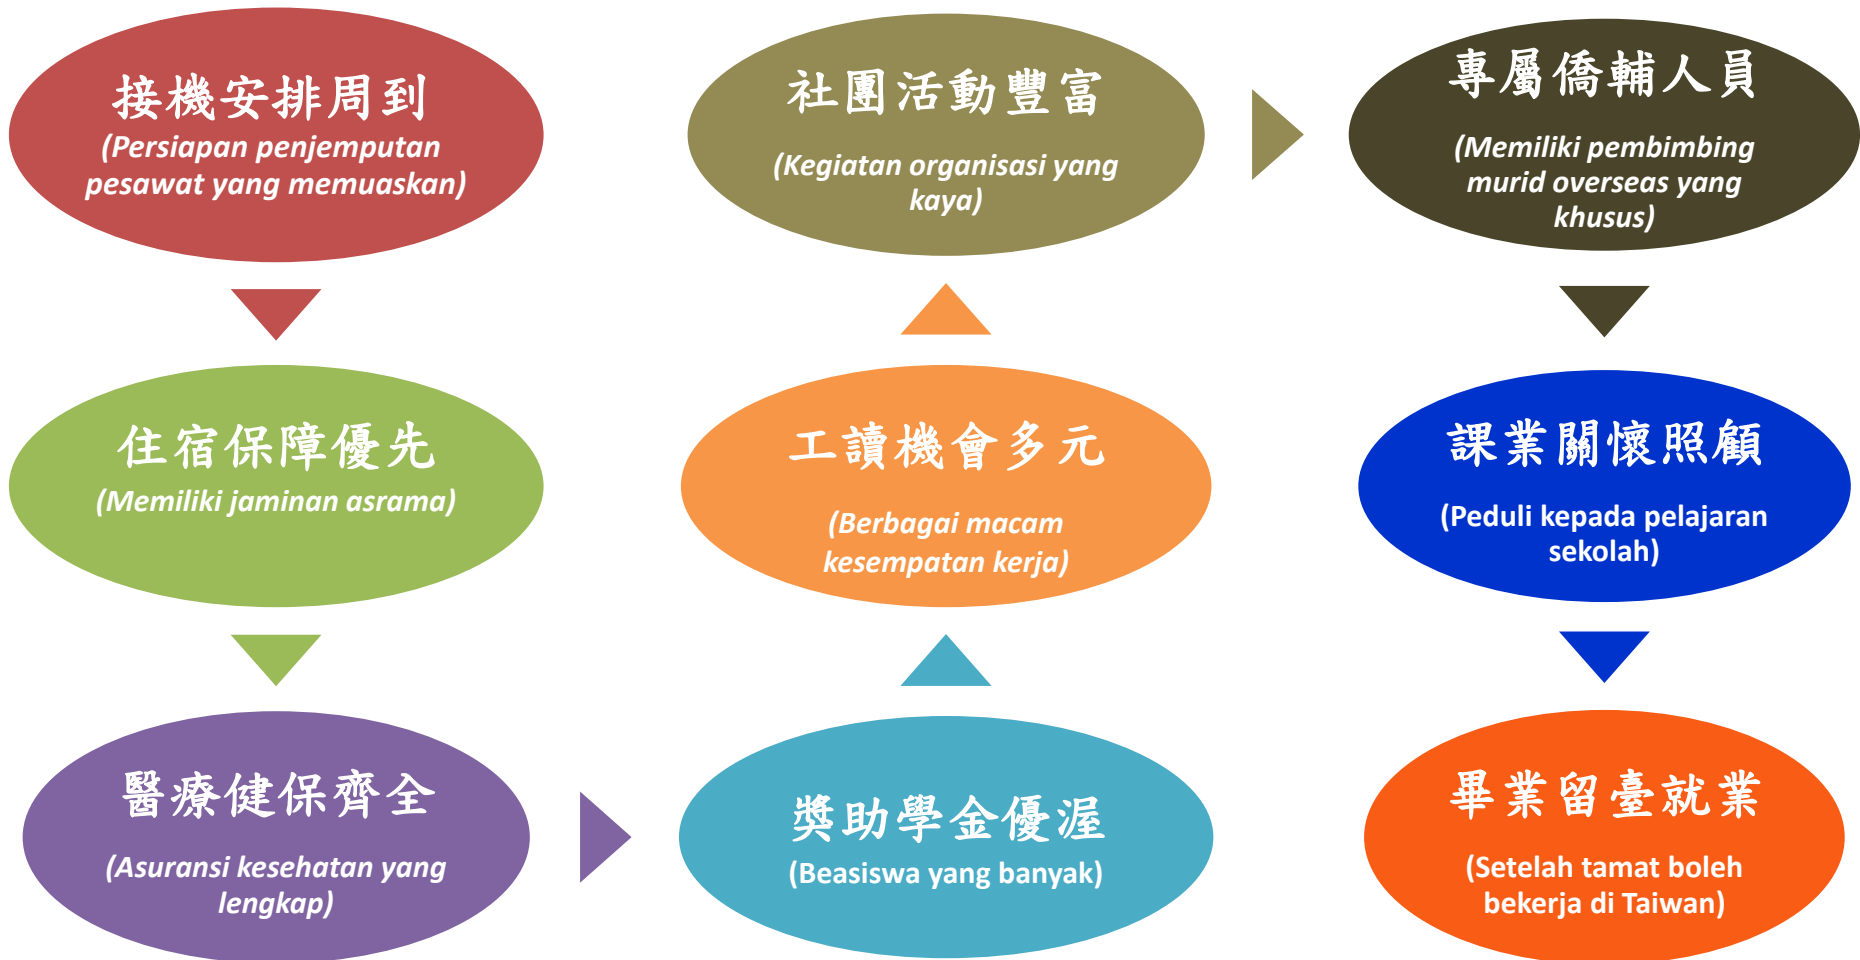 接機安排周到
(Persiapan penjemputan
pesawat yang memuaskan)
住宿保障優先
(Memiliki jaminan asrama)
醫療健保齊全
(Asuransi kesehatan yang
lengkap)
獎助學金優渥
(Beasiswa yang banyak)
工讀機會多元
(Berbagai macam
kesempatan kerja)
社團活動豐富
(Kegiatan organisasi yang
kaya)
專屬僑輔人員
(Memiliki pembimbing
murid overseas yang
khusus)
課業關懷照顧
(Peduli kepada pelajaran
sekolah)
畢業留臺就業
(Setelah tamat boleh
bekerja di Taiwan)